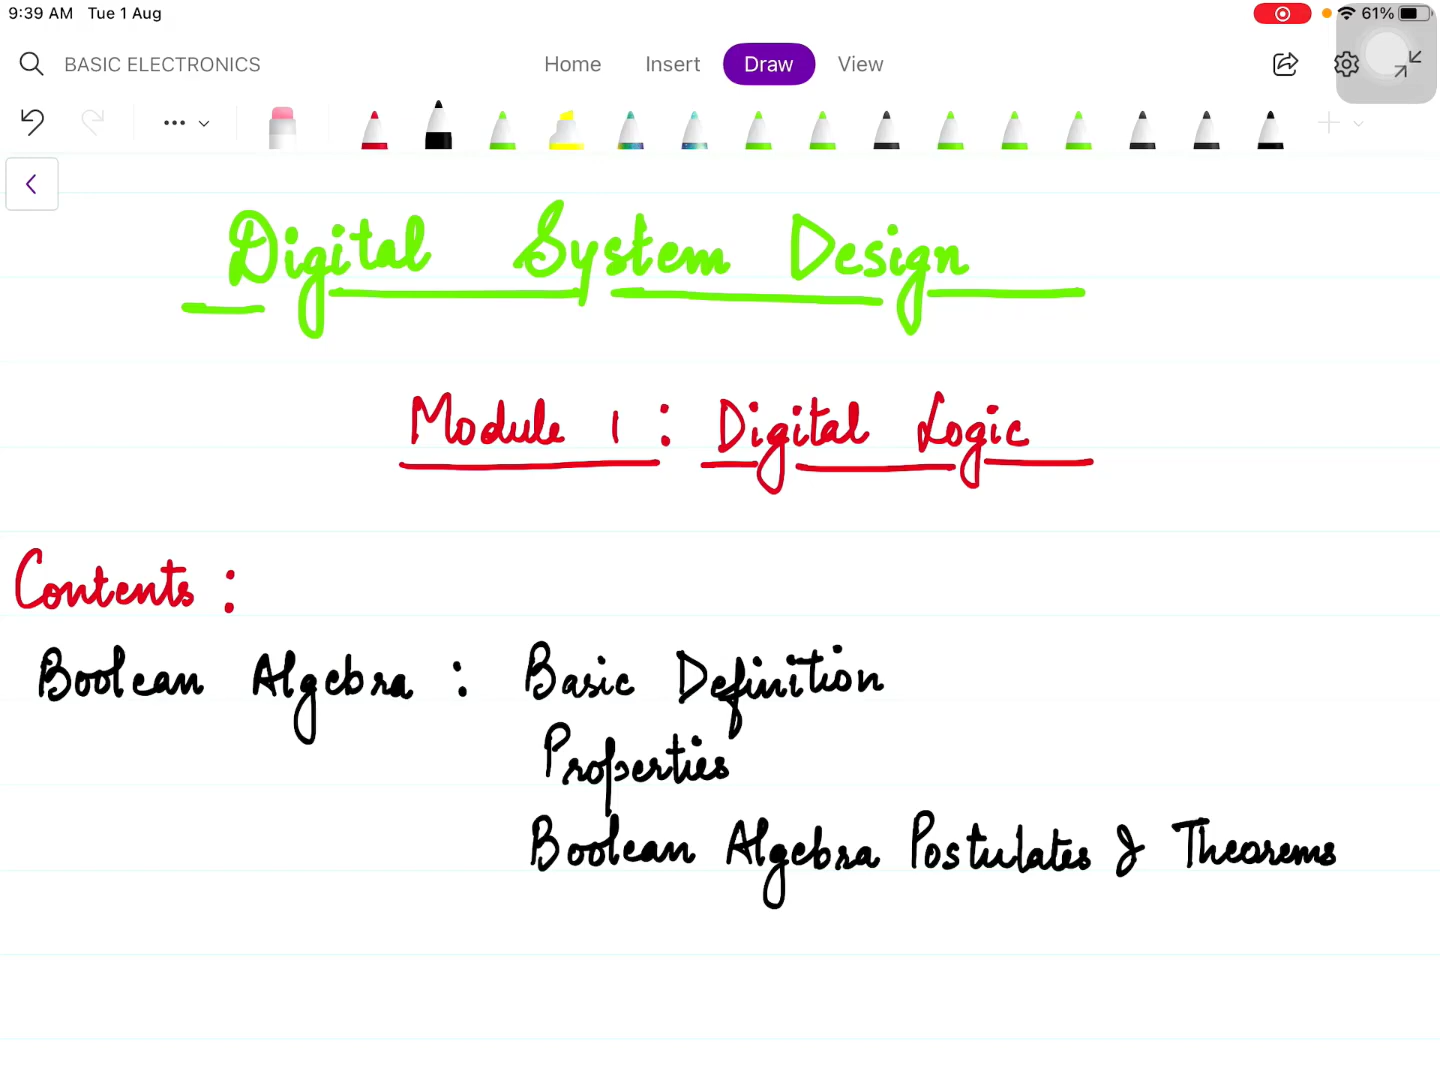 9:39 AM Tue 1 Aug 61%
BASIC ELECTRONICS Home Insert Draw View
Digital System Design
Module 1 : Digital Logic
Contents :
Boolean Algebra : Basic Definition
Properties
Boolean Algebra Postulates & Theorems